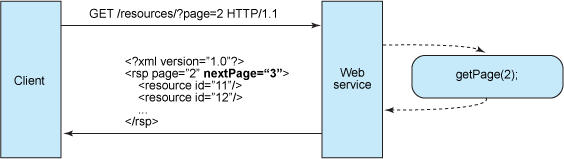 GET /resources/?page=2 HTTP/1.1
Client
<?xml version="1.0"?>
<rsp page="2" nextPage="3">
<resource id="11"/>
<resource id="12"/>
...
</rsp>
Web
service
getPage(2);